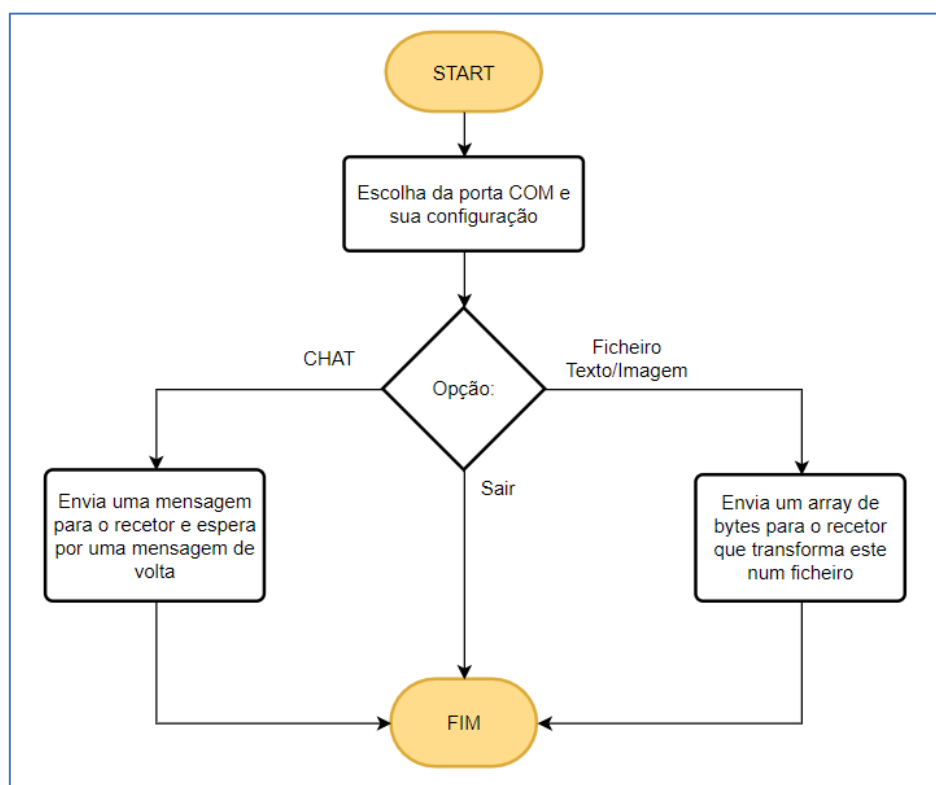 START
Escolha da porta COM e
sua configuração
CHAT
Ficheiro
Texto/Imagem
Opção:
Sair
Envia uma mensagem
para o recetor e espera
por uma mensagem de
volta
Envia um array de
bytes para o recetor
que transforma este
num ficheiro
FIM